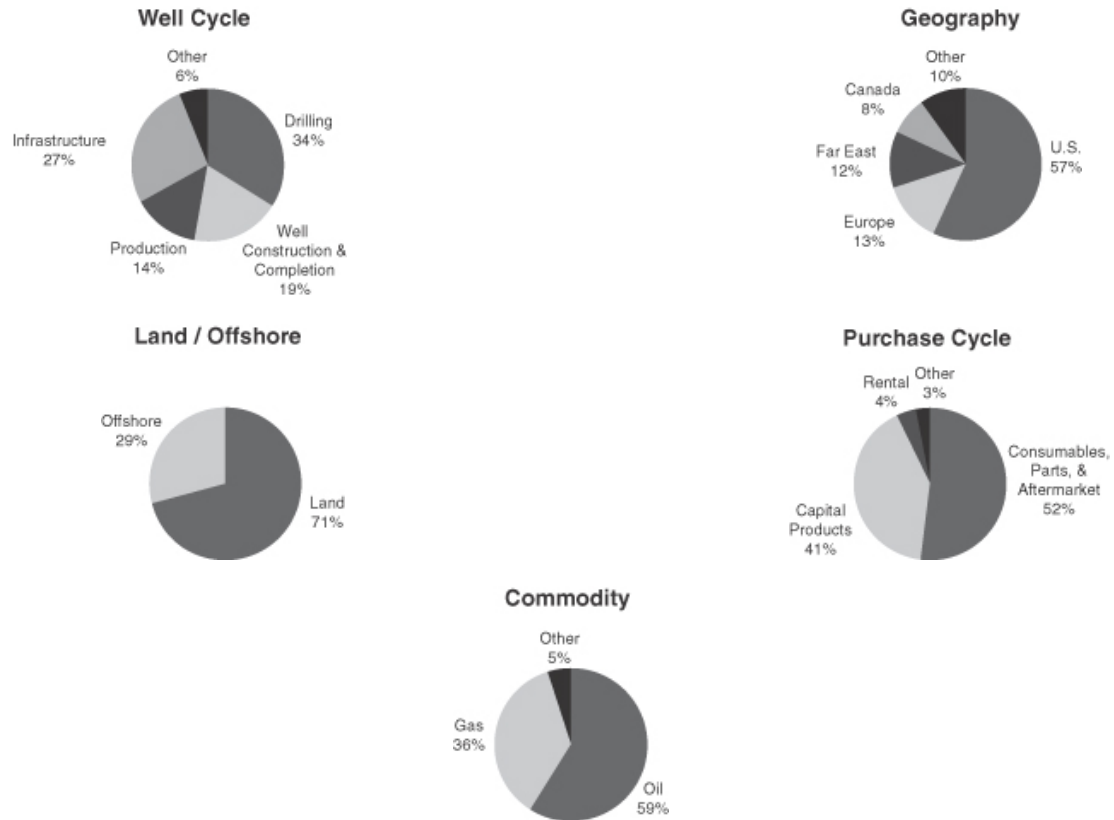 Well Cycle
Other
6%
Drilling
34%
Infrastructure
27%
Well
Construction &
Completion
19%
Production
14%
Geography
Other
10%
Canada
8%
U.S.
57%
Far East
12%
Europe
13%
Land / Offshore
Offshore
29%
Land
71%
Purchase Cycle
Rental
4%
Other
3%
Consumables,
Parts, &
Aftermarket
52%
Capital
Products
41%
Commodity
Other
5%
Gas
36%
Oil
59%